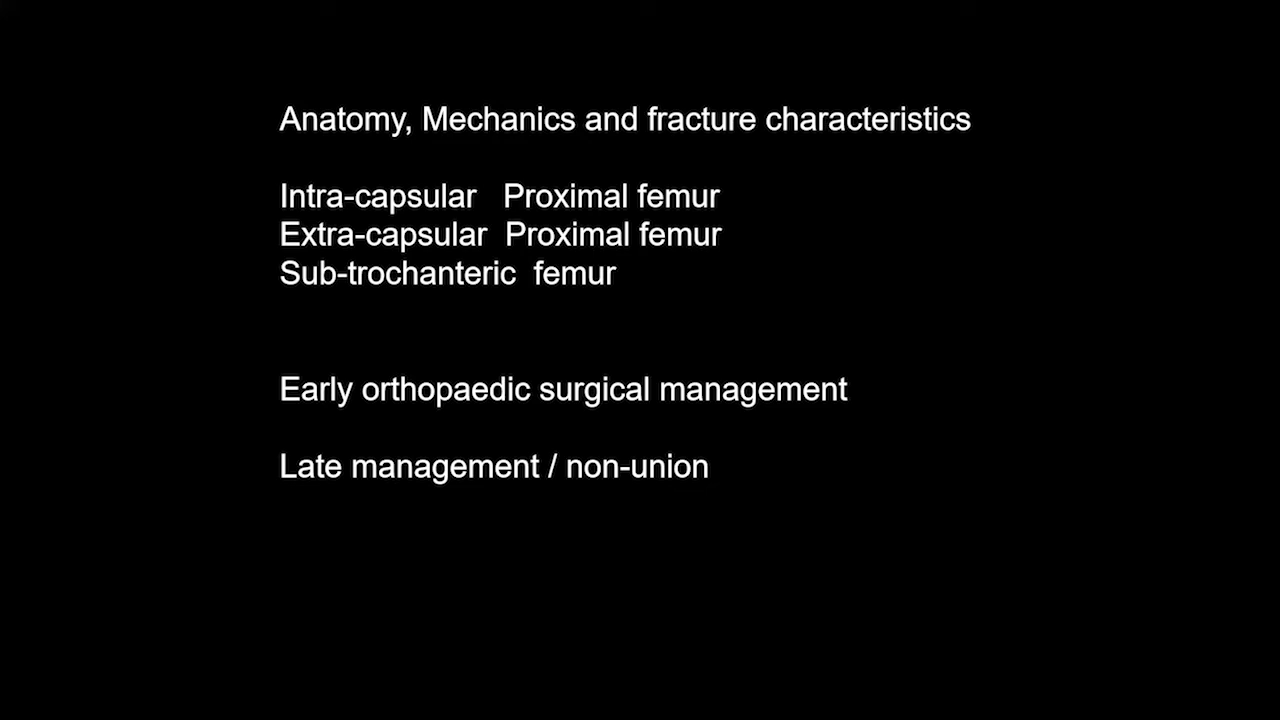 Anatomy, Mechanics and fracture characteristics
Intra-capsular   Proximal femur
Extra-capsular  Proximal femur
Sub-trochanteric  femur
Early orthopaedic surgical management
Late management / non-union